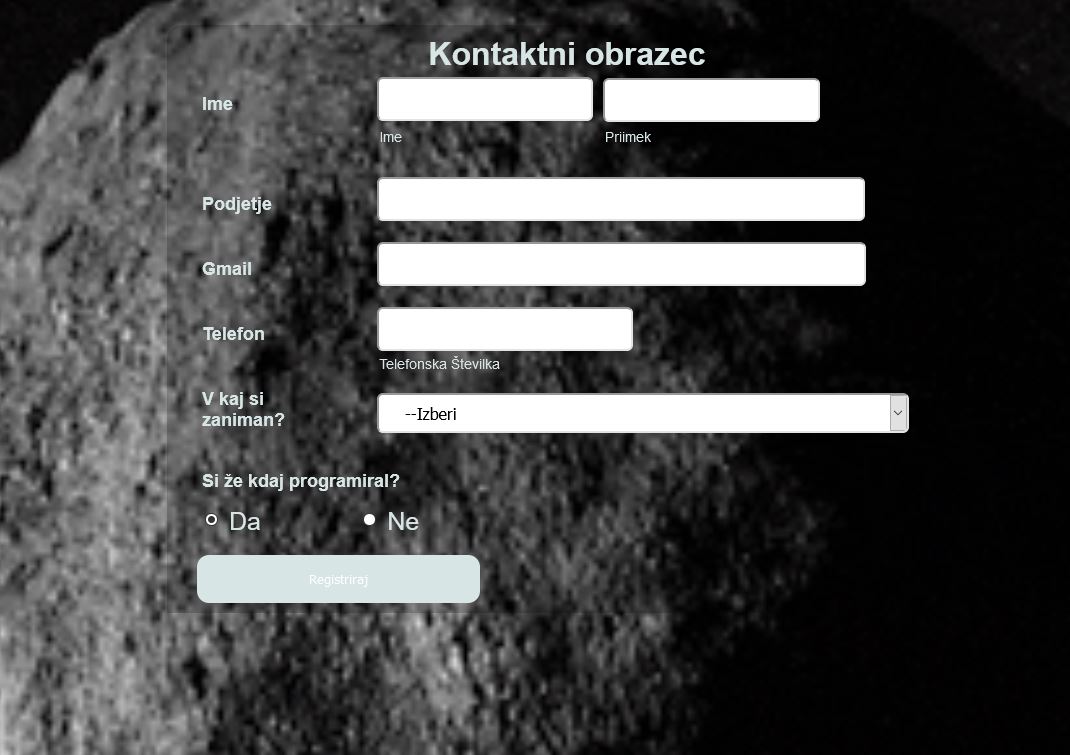 Kontaktni obrazec
Ime
Ime
Priimek
Podjetje
Gmail
Telefon
Telefonska Številka
V kaj si
zaniman?
--Izberi
Si že kdaj programiral?
Da
Ne
Registriraj